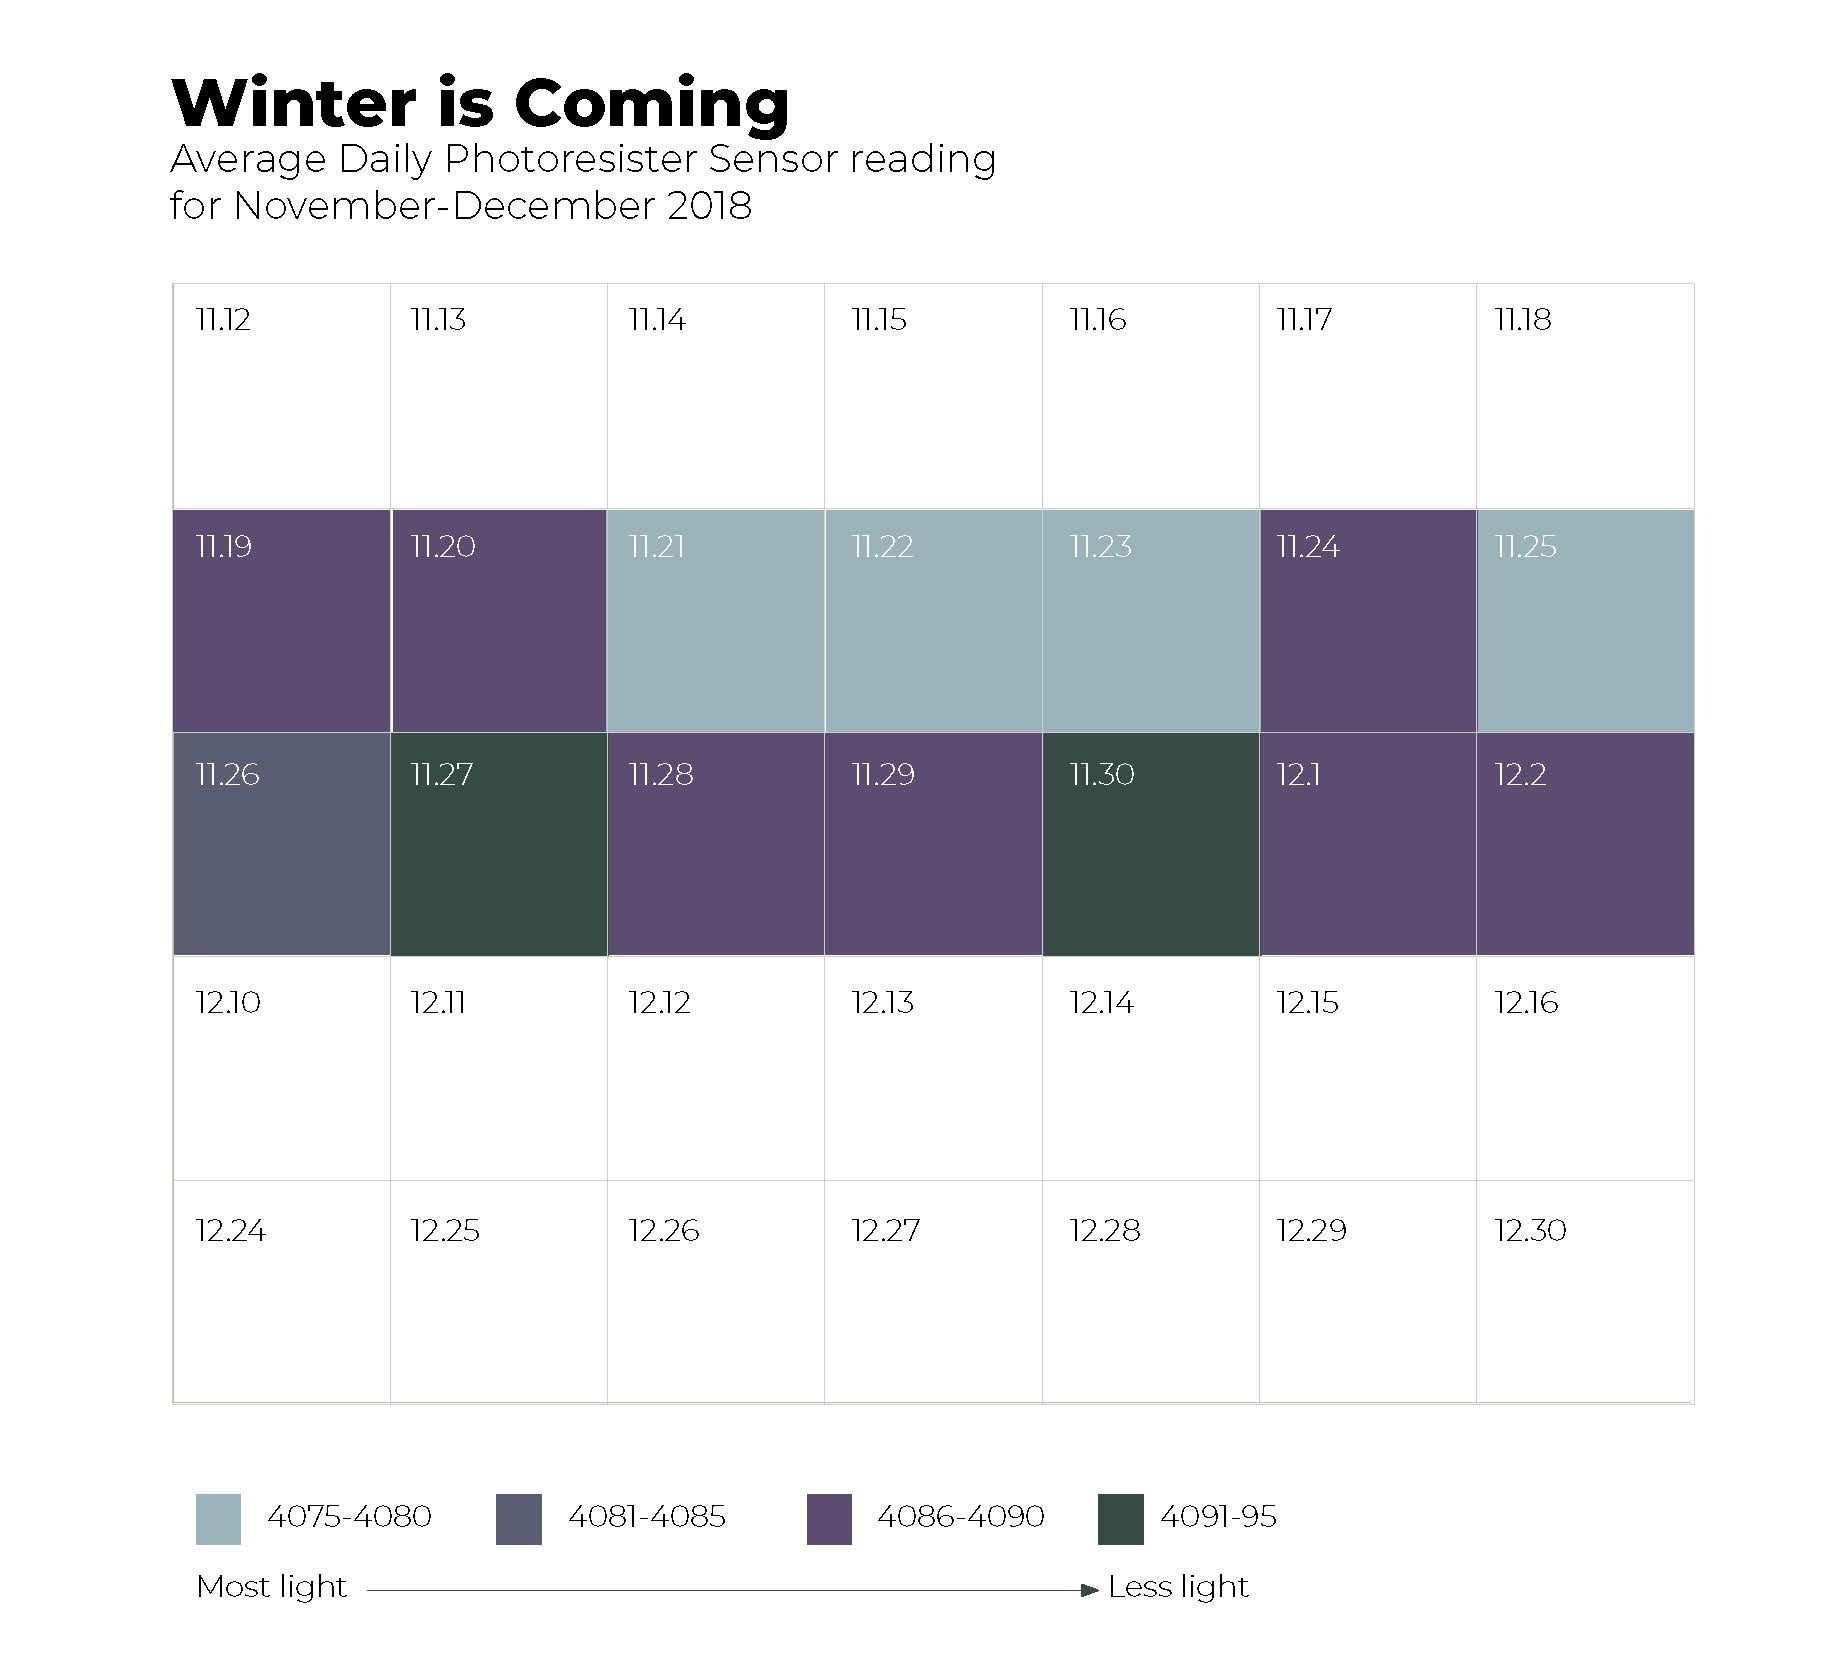 Winter is Coming
Average Daily Photoresister Sensor reading
for November-December 2018
11.12 11.13 11.14 11.15 11.16 11.17 11.18
11.19 11.20 11.21 11.22 11.23 11.24 11.25
11.26 11.27 11.28 11.29 11.30 12.1 12.2
12.10 12.11 12.12 12.13 12.14 12.15 12.16
12.24 12.25 12.26 12.27 12.28 12.29 12.30
4075-4080 4081-4085 4086-4090 4091-95
Most light Less light